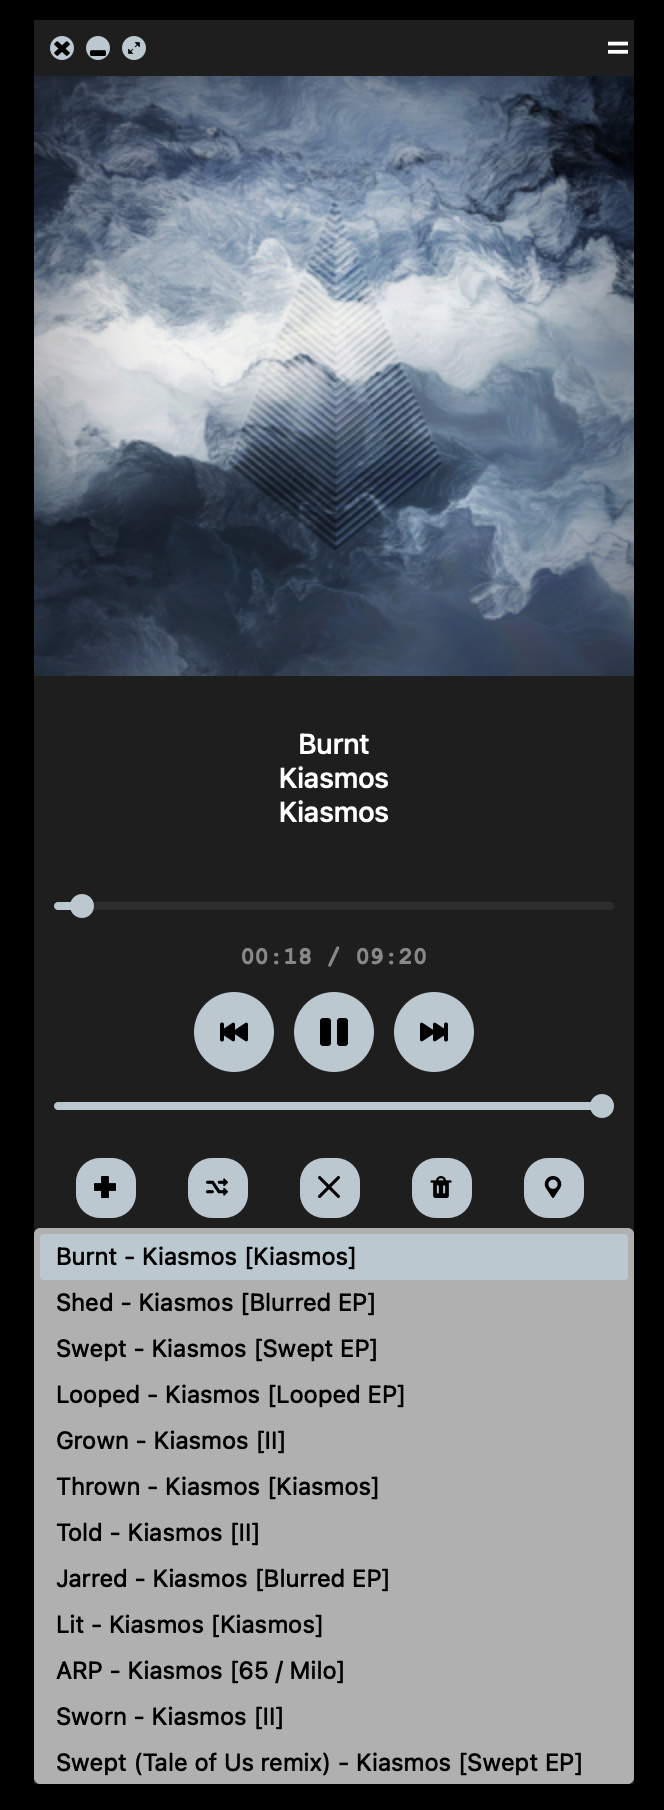 Burnt
Kiasmos
Kiasmos
00:18 / 09:20
Burnt - Kiasmos [Kiasmos]
Shed - Kiasmos [Blurred EP]
Swept - Kiasmos [Swept EP]
Looped - Kiasmos [Looped EP]
Grown - Kiasmos [II]
Thrown - Kiasmos [Kiasmos]
Told - Kiasmos [II]
Jarred - Kiasmos [Blurred EP]
Lit - Kiasmos [Kiasmos]
ARP - Kiasmos [65 / Milo]
Sworn - Kiasmos [II]
Swept (Tale of Us remix) - Kiasmos [Swept EP]